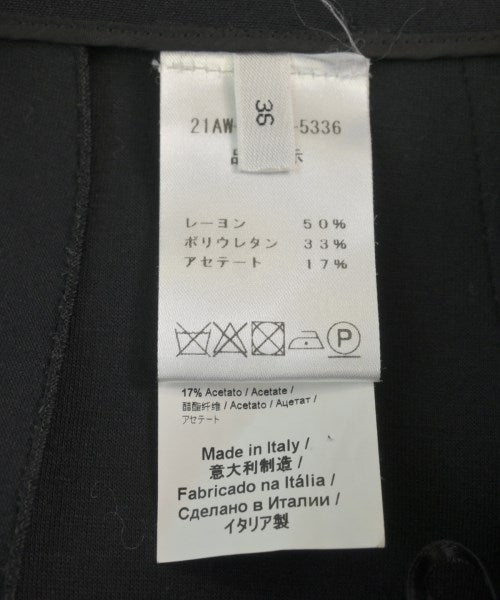 36
21AW- -5336
品 示
レーヨン 50%
ポリウレタン 33%
アセテート 17%
P
17% Acetato / Acetate /
醋酯纤维 / Acetato / Ацетат /
アセテート
Made in Italy /
意大利制造 /
Fabricado na Itália /
Сделано в Италии /
イタリア製